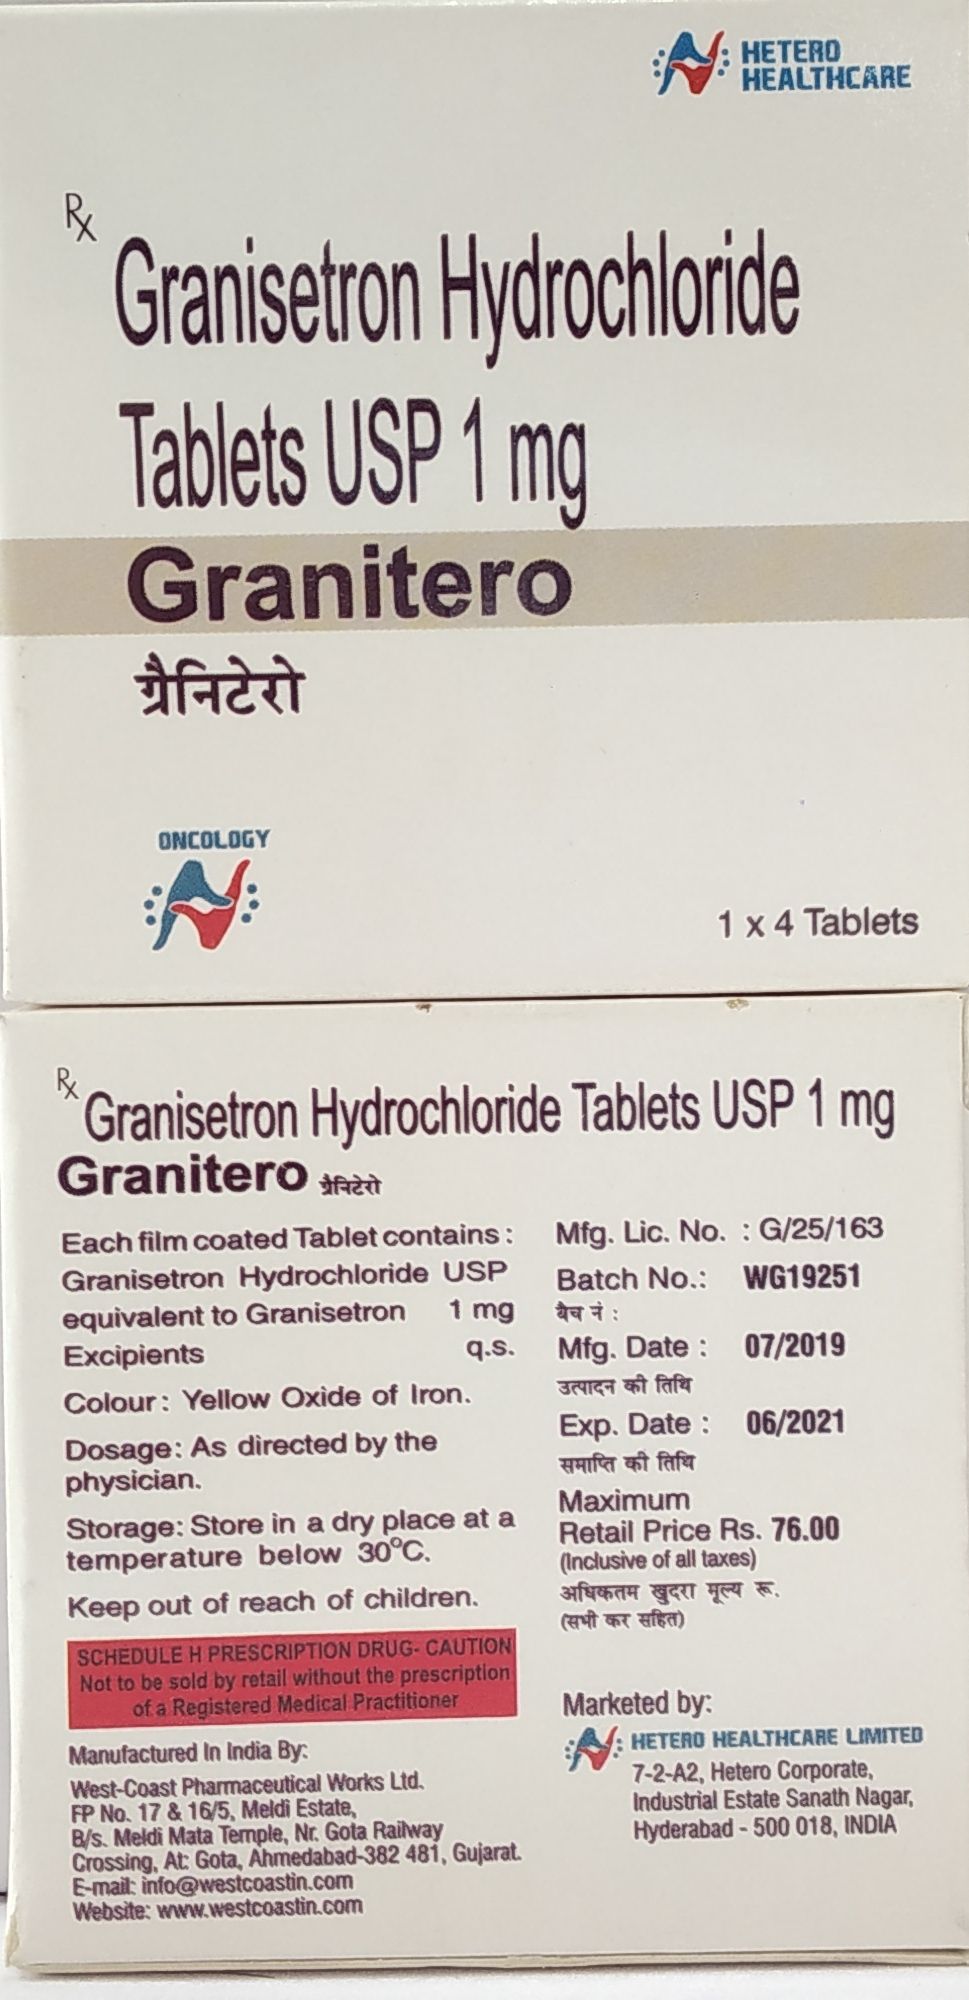 HETERO
HEALTHCARE
Rx
Granisetron Hydrochloride
Tablets USP 1 mg
Granitero
ग्रैनिटेरो
ONCOLOGY
1 x 4 Tablets
Rx
Granisetron Hydrochloride Tablets USP 1 mg
Granitero ग्रैनिटेरो
Each film coated Tablet contains :
Granisetron Hydrochloride USP
equivalent to Granisetron 1 mg
Excipients q.s.
Colour : Yellow Oxide of Iron.
Dosage: As directed by the
physician.
Storage: Store in a dry place at a
temperature below 30°C.
Keep out of reach of children.
SCHEDULE H PRESCRIPTION DRUG- CAUTION
Not to be sold by retail without the prescription
of a Registered Medical Practitioner
Manufactured In India By:
West-Coast Pharmaceutical Works Ltd.
FP No. 17 & 16/5, Meldi Estate,
B/s. Meldi Mata Temple, Nr. Gota Railway
Crossing, At: Gota, Ahmedabad-382 481, Gujarat.
E-mail: info@westcoastin.com
Website: www.westcoastin.com
Mfg. Lic. No. : G/25/163
Batch No.: WG19251
बैच नं :
Mfg. Date : 07/2019
उत्पादन की तिथि
Exp. Date : 06/2021
समाप्ति की तिथि
Maximum
Retail Price Rs. 76.00
(Inclusive of all taxes)
अधिकतम खुदरा मूल्य रू.
(सभी कर सहित)
Marketed by:
HETERO HEALTHCARE LIMITED
7-2-A2, Hetero Corporate,
Industrial Estate Sanath Nagar,
Hyderabad - 500 018, INDIA